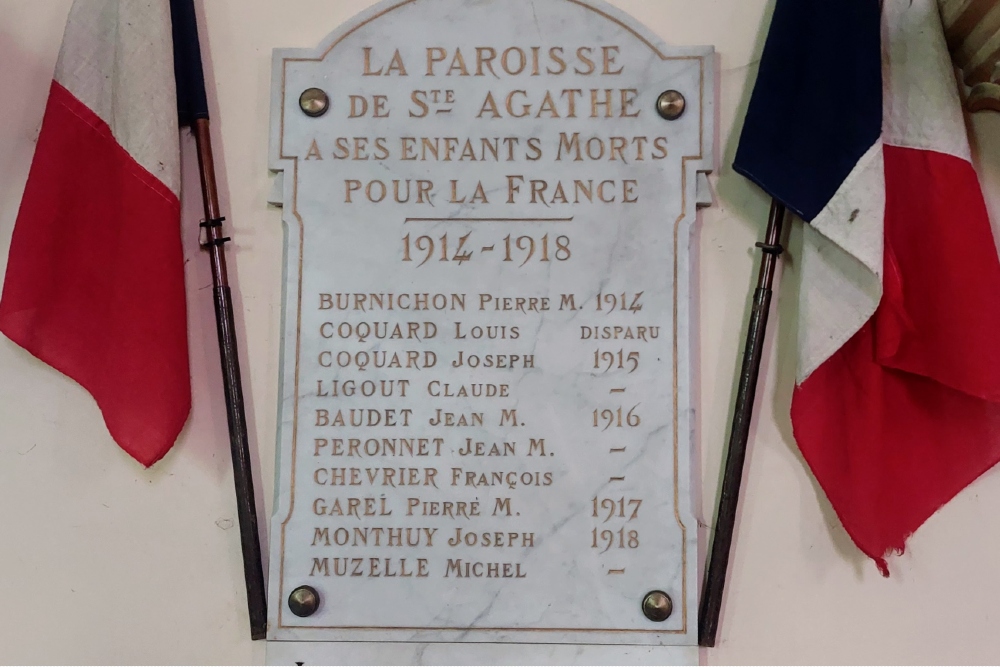 LA PAROISSE
DE STE AGATHE
A SES ENFANTS MORTS
POUR LA FRANCE
1914-1918
BURNICHON PIERRE M. 1914
COQUARD LOUIS DISPARU
COQUARD JOSEPH 1915
LIGOUT CLAUDE -
BAUDET JEAN M. 1916
PERONNET JEAN M. -
CHEVRIER FRANÇOIS -
GAREL PIERRE M. 1917
MONTHUY JOSEPH 1918
MUZELLE MICHEL -